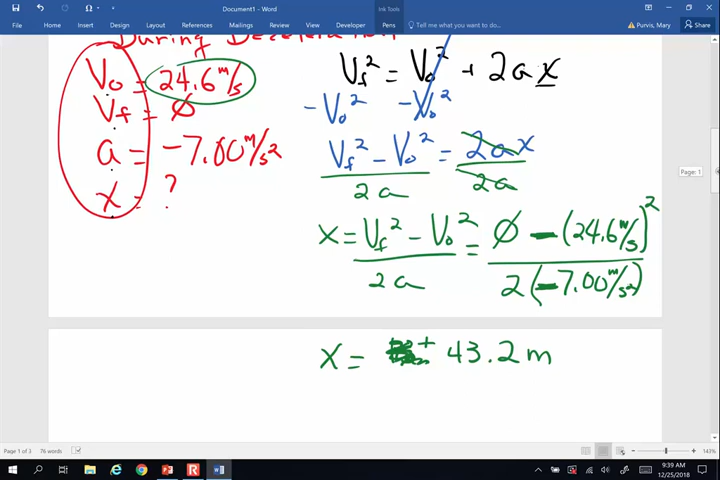 Document1 - Word
Ink Tools
Purvis, Mary
File Home Insert Draw Design Layout References Mailings Review View Developer Pens Tell me what you want to do... Share
During Deceleration
V₀ = 24.6 m/s
Vf = ∅
a = -7.00 m/s²
x = ?
Vf² = V₀² + 2ax
-V₀² -V₀²
Vf² - V₀² = 2ax
2a 2a
x = Vf² - V₀² = ∅ - (24.6 m/s)²
2a 2(-7.00 m/s²)
x = + 43.2 m
Page: 1
Page 1 of 3 76 words 143%
9:39 AM
12/25/2018